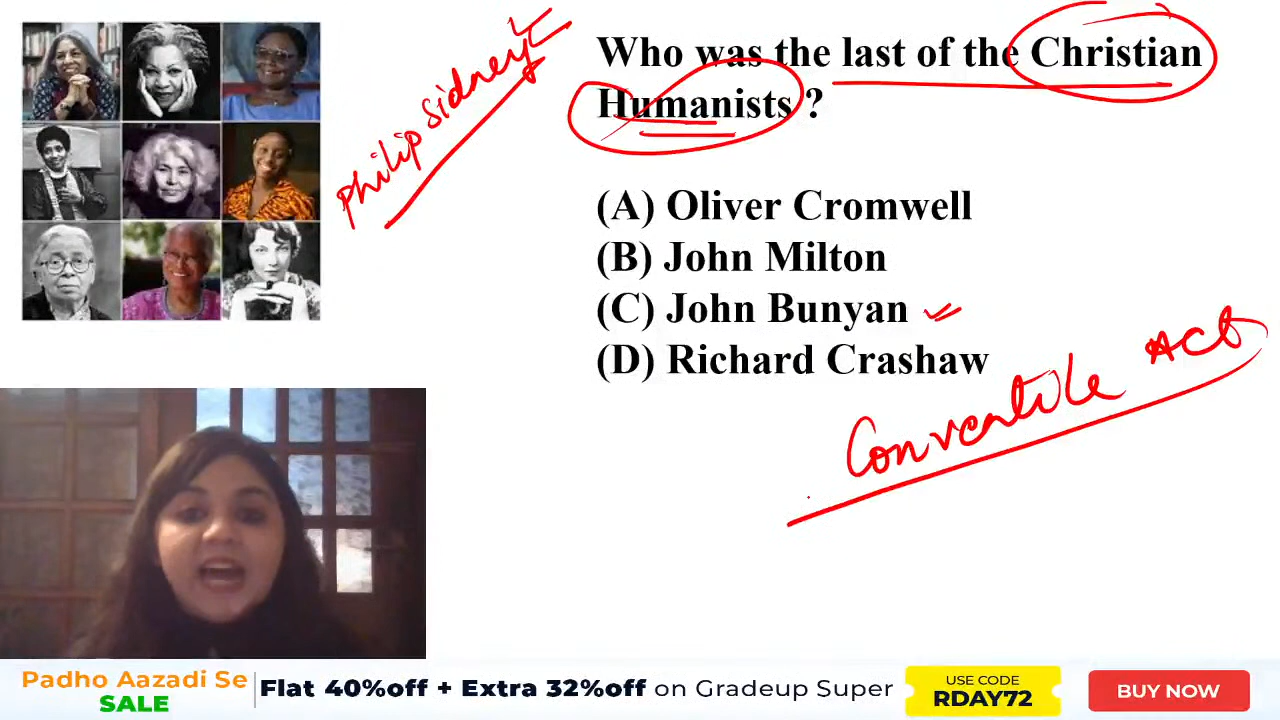 Who was the last of the Christian
Humanists ?
Philip Sidney
(A) Oliver Cromwell
(B) John Milton
(C) John Bunyan
(D) Richard Crashaw
Conventile Act
Padho Aazadi Se
SALE
Flat 40%off + Extra 32%off on Gradeup Super
USE CODE
RDAY72
BUY NOW